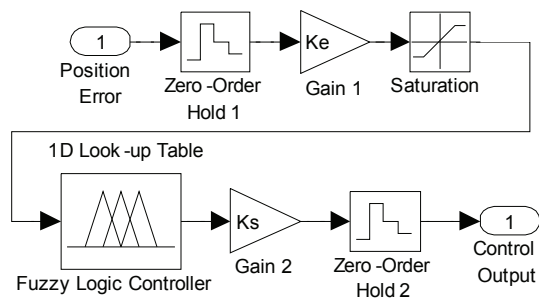 1
Position
Error
Zero -Order
Hold 1
Ke
Gain 1
Saturation
1D Look -up Table
Fuzzy Logic Controller
Ks
Gain 2
Zero -Order
Hold 2
1
Control
Output